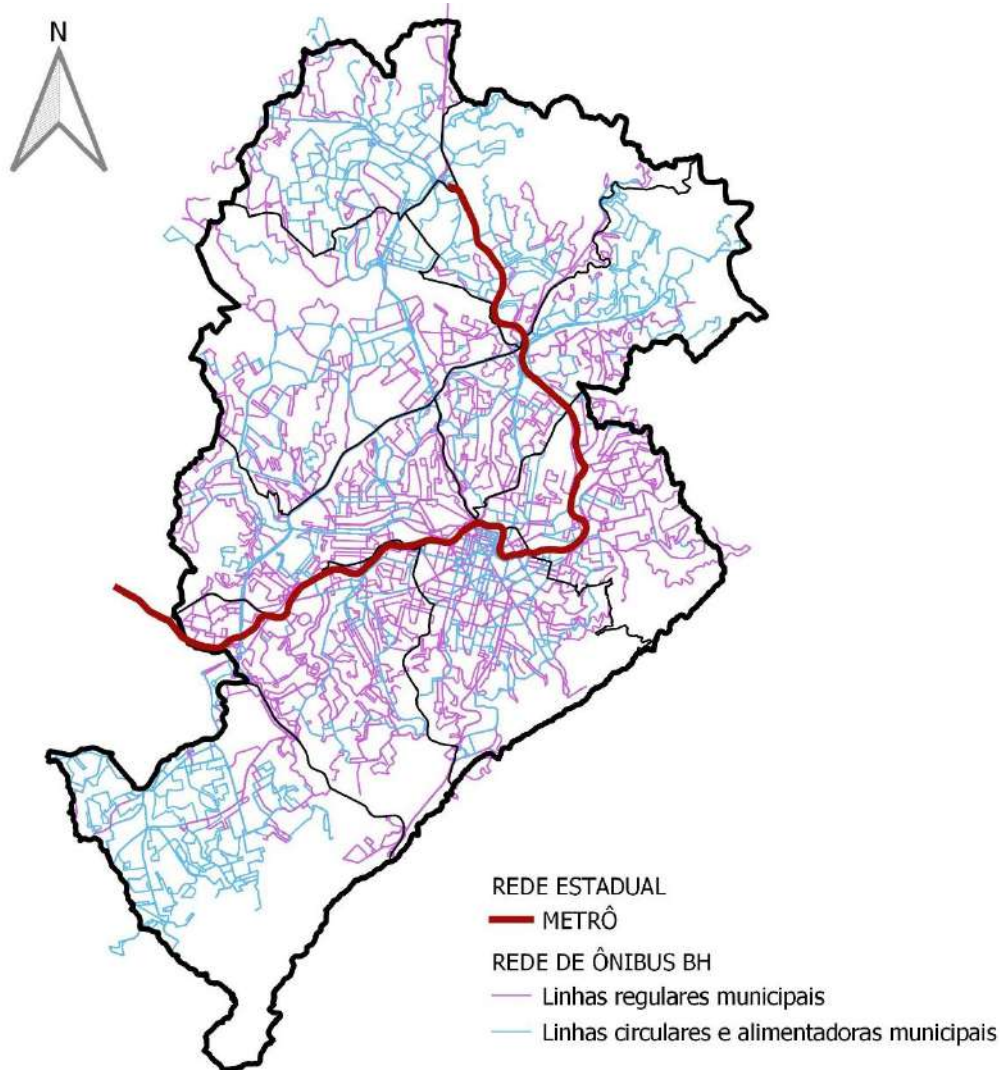 N
REDE ESTADUAL
METRÔ
REDE DE ÔNIBUS BH
Linhas regulares municipais
Linhas circulares e alimentadoras municipais